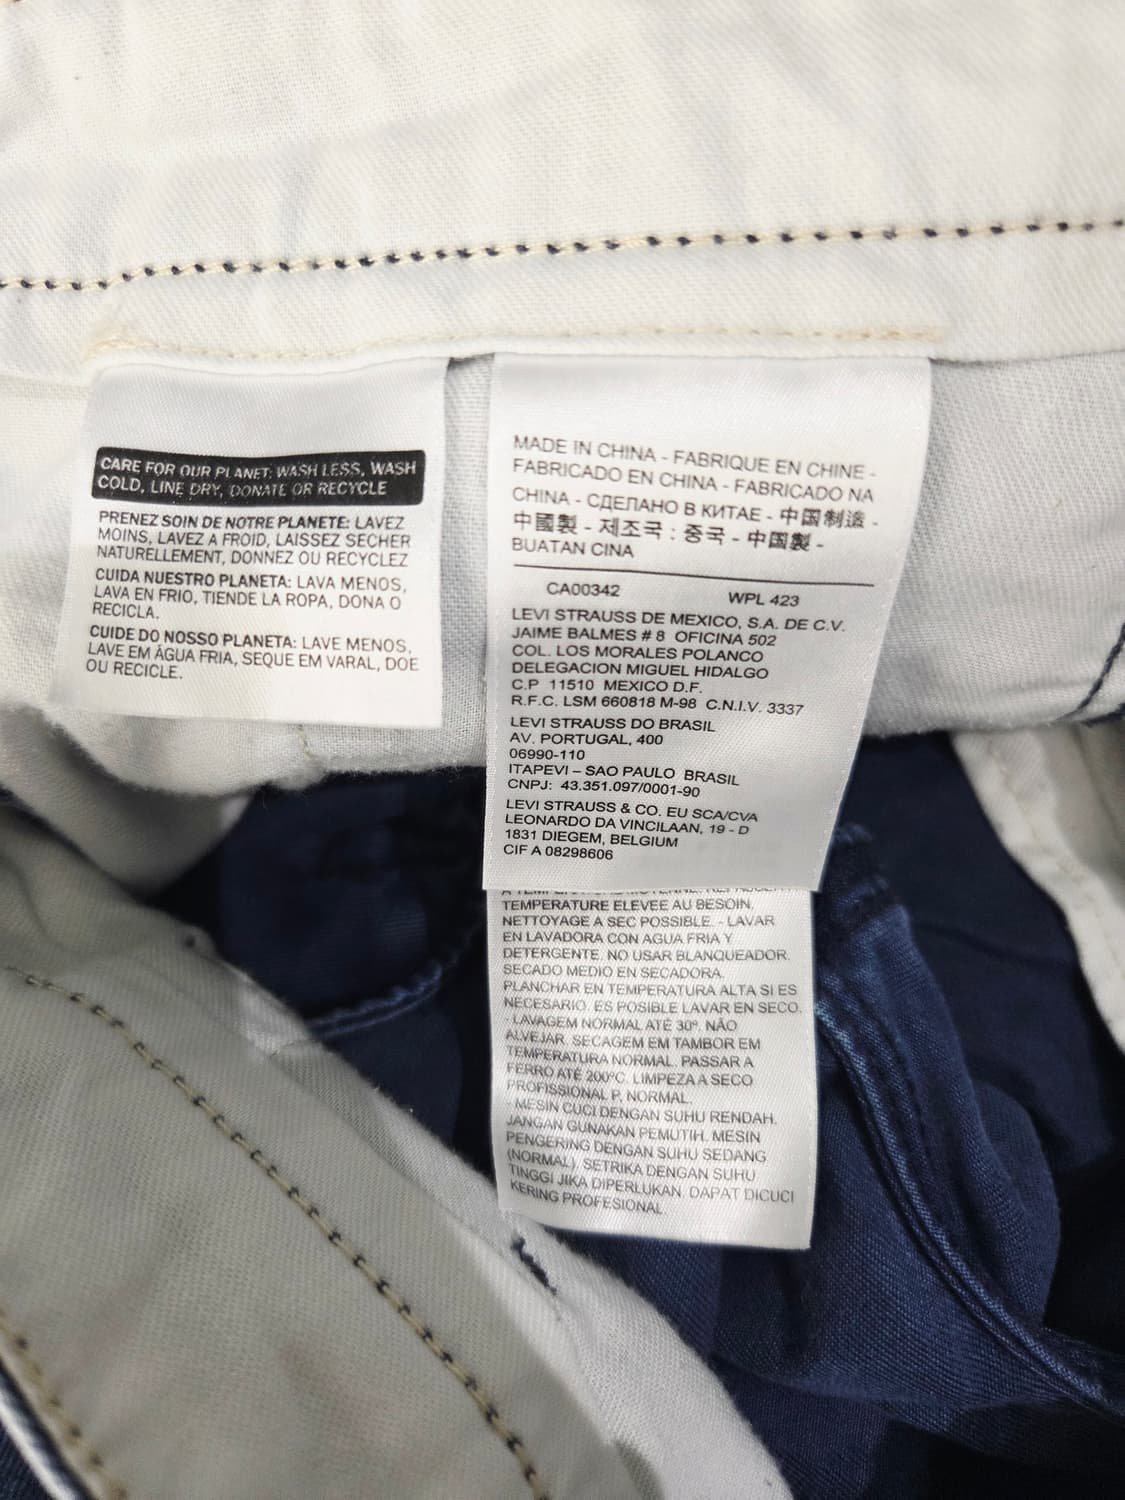 CARE FOR OUR PLANET: WASH LESS, WASH
COLD, LINE DRY, DONATE OR RECYCLE
PRENEZ SOIN DE NOTRE PLANETE: LAVEZ
MOINS, LAVEZ A FROID, LAISSEZ SECHER
NATURELLEMENT, DONNEZ OU RECYCLEZ
CUIDA NUESTRO PLANETA: LAVA MENOS,
LAVA EN FRIO, TIENDE LA ROPA, DONA O
RECICLA.
CUIDE DO NOSSO PLANETA: LAVE MENOS,
LAVE EM ÁGUA FRIA, SEQUE EM VARAL, DOE
OU RECICLE.
MADE IN CHINA - FABRIQUE EN CHINE -
FABRICADO EN CHINA - FABRICADO NA
CHINA - СДЕЛАНО В КИТАЕ - 中国制造 -
中國製 - 제조국 : 중국 - 中国製 -
BUATAN CINA
CA00342 WPL 423
LEVI STRAUSS DE MEXICO, S.A. DE C.V.
JAIME BALMES # 8 OFICINA 502
COL. LOS MORALES POLANCO
DELEGACION MIGUEL HIDALGO
C.P 11510 MEXICO D.F.
R.F.C. LSM 660818 M-98 C.N.I.V. 3337
LEVI STRAUSS DO BRASIL
AV. PORTUGAL, 400
06990-110
ITAPEVI – SAO PAULO BRASIL
CNPJ: 43.351.097/0001-90
LEVI STRAUSS & CO. EU SCA/CVA
LEONARDO DA VINCILAAN, 19 - D
1831 DIEGEM, BELGIUM
CIF A 08298606
TEMPERATURE ELEVEE AU BESOIN.
NETTOYAGE A SEC POSSIBLE. - LAVAR
EN LAVADORA CON AGUA FRIA Y
DETERGENTE. NO USAR BLANQUEADOR.
SECADO MEDIO EN SECADORA.
PLANCHAR EN TEMPERATURA ALTA SI ES
NECESARIO. ES POSIBLE LAVAR EN SECO.
- LAVAGEM NORMAL ATÉ 30º. NÃO
ALVEJAR. SECAGEM EM TAMBOR EM
TEMPERATURA NORMAL. PASSAR A
FERRO ATÉ 200ºC. LIMPEZA A SECO
PROFISSIONAL P, NORMAL.
- MESIN CUCI DENGAN SUHU RENDAH.
JANGAN GUNAKAN PEMUTIH. MESIN
PENGERING DENGAN SUHU SEDANG
(NORMAL). SETRIKA DENGAN SUHU
TINGGI JIKA DIPERLUKAN. DAPAT DICUCI
KERING PROFESIONAL.